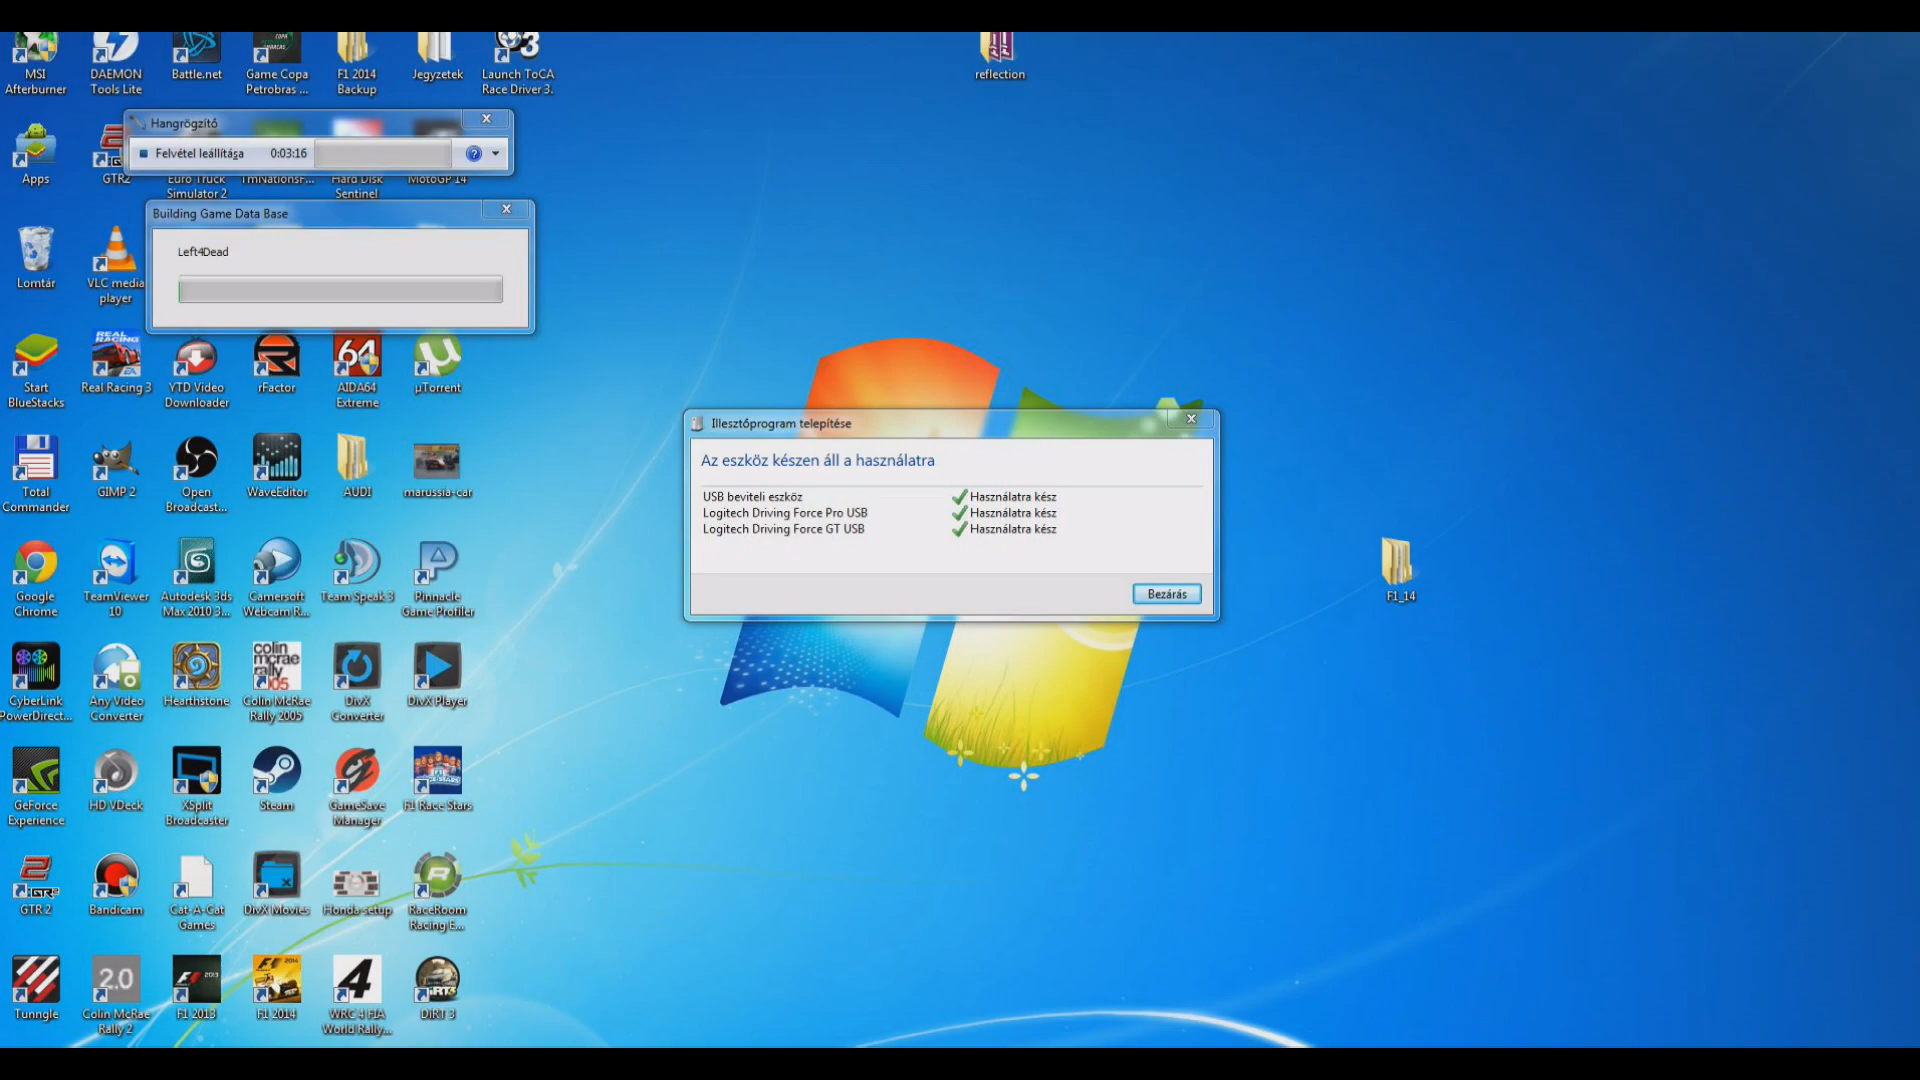 MSI
Afterburner
DAEMON
Tools Lite
Battle.net
Game Copa
Petrobras ...
F1 2014
Backup
Jegyzetek
Launch ToCA
Race Driver 3.
reflection
Hangrögzítő
Felvétel leállítása
0:03:16
Apps
GTR2
Euro Truck
Simulator 2
TmNationsF...
Hard Disk
Sentinel
MotoGP 14
Building Game Data Base
Left4Dead
Lomtár
VLC media
player
Start
BlueStacks
Real Racing 3
YTD Video
Downloader
rFactor
AIDA64
Extreme
µTorrent
Illesztőprogram telepítése
Az eszköz készen áll a használatra
USB beviteli eszköz Használatra kész
Logitech Driving Force Pro USB Használatra kész
Logitech Driving Force GT USB Használatra kész
Bezárás
Total
Commander
GIMP 2
Open
Broadcast...
WaveEditor
AUDI
marussia-car
Google
Chrome
TeamViewer
10
Autodesk 3ds
Max 2010 3...
Camersoft
Webcam R...
Team Speak 3
Pinnacle
Game Profiler
F1_14
CyberLink
PowerDirect...
Any Video
Converter
Hearthstone
colin
mcrae
rally
05
Colin McRae
Rally 2005
DivX
Converter
DivX Player
GeForce
Experience
HD VDeck
XSplit
Broadcaster
Steam
GameSave
Manager
F1 Race Stars
GTR 2
Bandicam
Cat-A-Cat
Games
DivX Movies
Honda-setup
RaceRoom
Racing E...
Tunngle
2.0
Colin McRae
Rally 2
F1 2013
F1 2014
4
WRC 4 FIA
World Rally...
DiRT 3